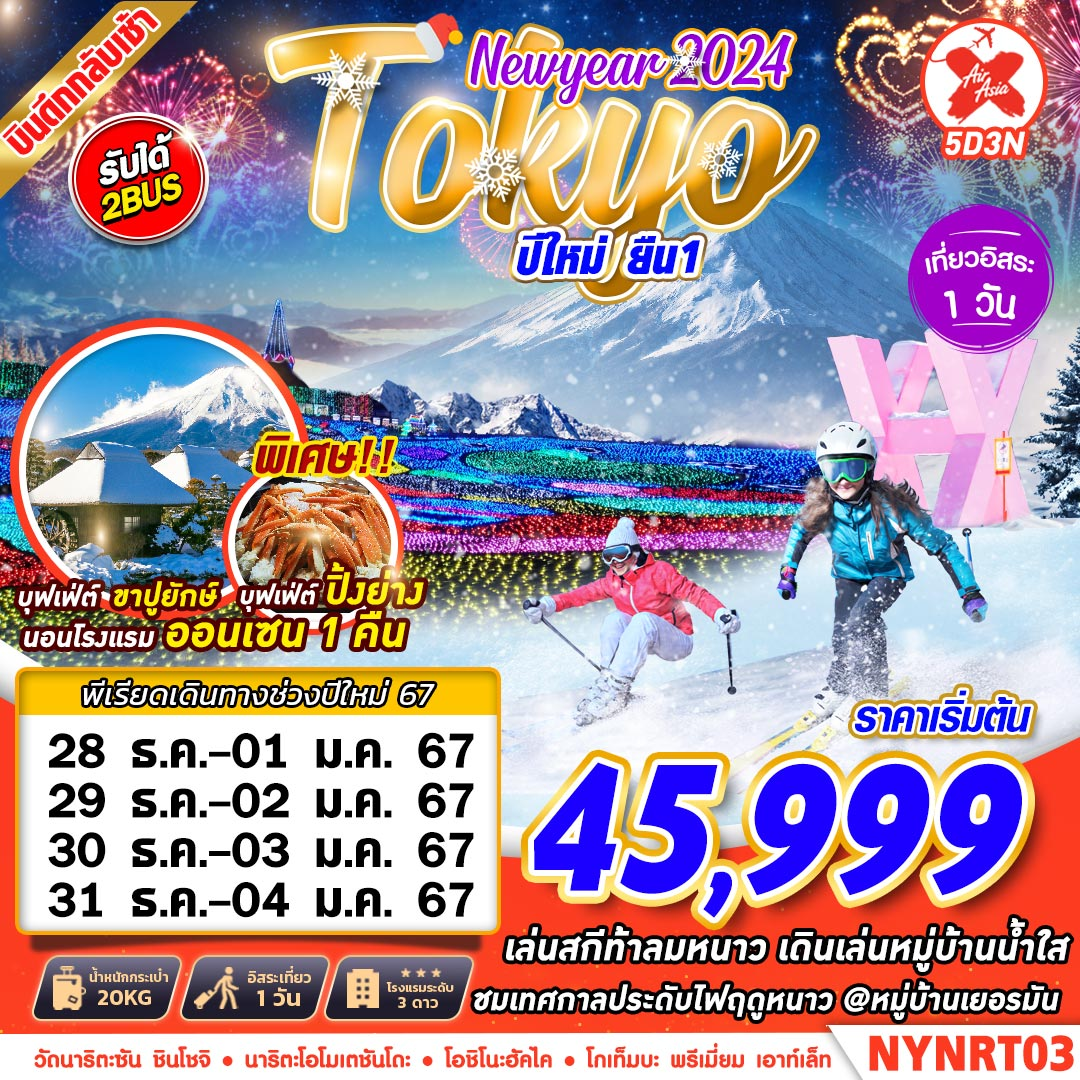 บินดึกกลับเช้า
รับได้
2BUS
Newyear 2024
Tokyo
ปีใหม่ ยืน1
Air Asia
5D3N
เที่ยวอิสระ
1 วัน
พิเศษ!!
บุฟเฟ่ต์ ขาปูยักษ์ บุฟเฟ่ต์ ปิ้งย่าง
นอนโรงแรม ออนเซน 1 คืน
พีเรียดเดินทางช่วงปีใหม่ 67
28 ธ.ค.-01 ม.ค. 67
29 ธ.ค.-02 ม.ค. 67
30 ธ.ค.-03 ม.ค. 67
31 ธ.ค.-04 ม.ค. 67
ราคาเริ่มต้น
45,999
เล่นสกีท้าลมหนาว เดินเล่นหมู่บ้านน้ำใส
ชมเทศกาลประดับไฟฤดูหนาว @หมู่บ้านเยอรมัน
น้ำหนักกระเป๋า
20KG
อิสระเที่ยว
1 วัน
โรงแรมระดับ
3 ดาว
วัดนาริตะซัน ชินโชจิ • นาริตะโอโมเตซันโดะ • โอชิโนะฮัคไค • โกเท็มบะ พรีเมี่ยม เอาท์เล็ท
NYNRT03